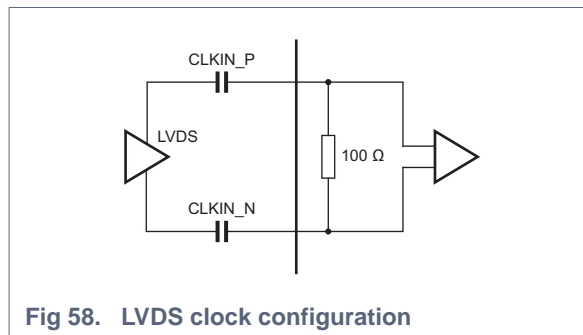 CLKIN_P
LVDS
100 Ω
CLKIN_N
Fig 58. LVDS clock configuration